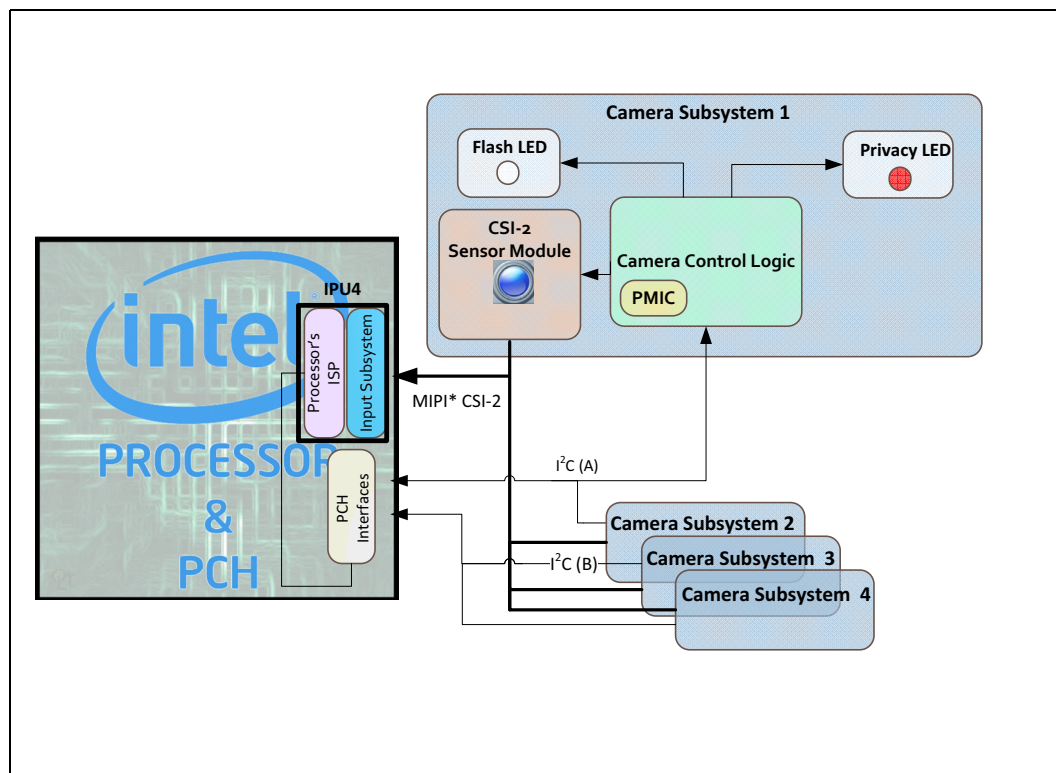 Camera Subsystem 1
Flash LED
Privacy LED
CSI-2
Sensor Module
Camera Control Logic
PMIC
IPU4
intel
Processor's
ISP
Input Subsystem
MIPI* CSI-2
PROCESSOR
&
PCH
PCH
Interfaces
I²C (A)
I²C (B)
Camera Subsystem 2
Camera Subsystem 3
Camera Subsystem 4